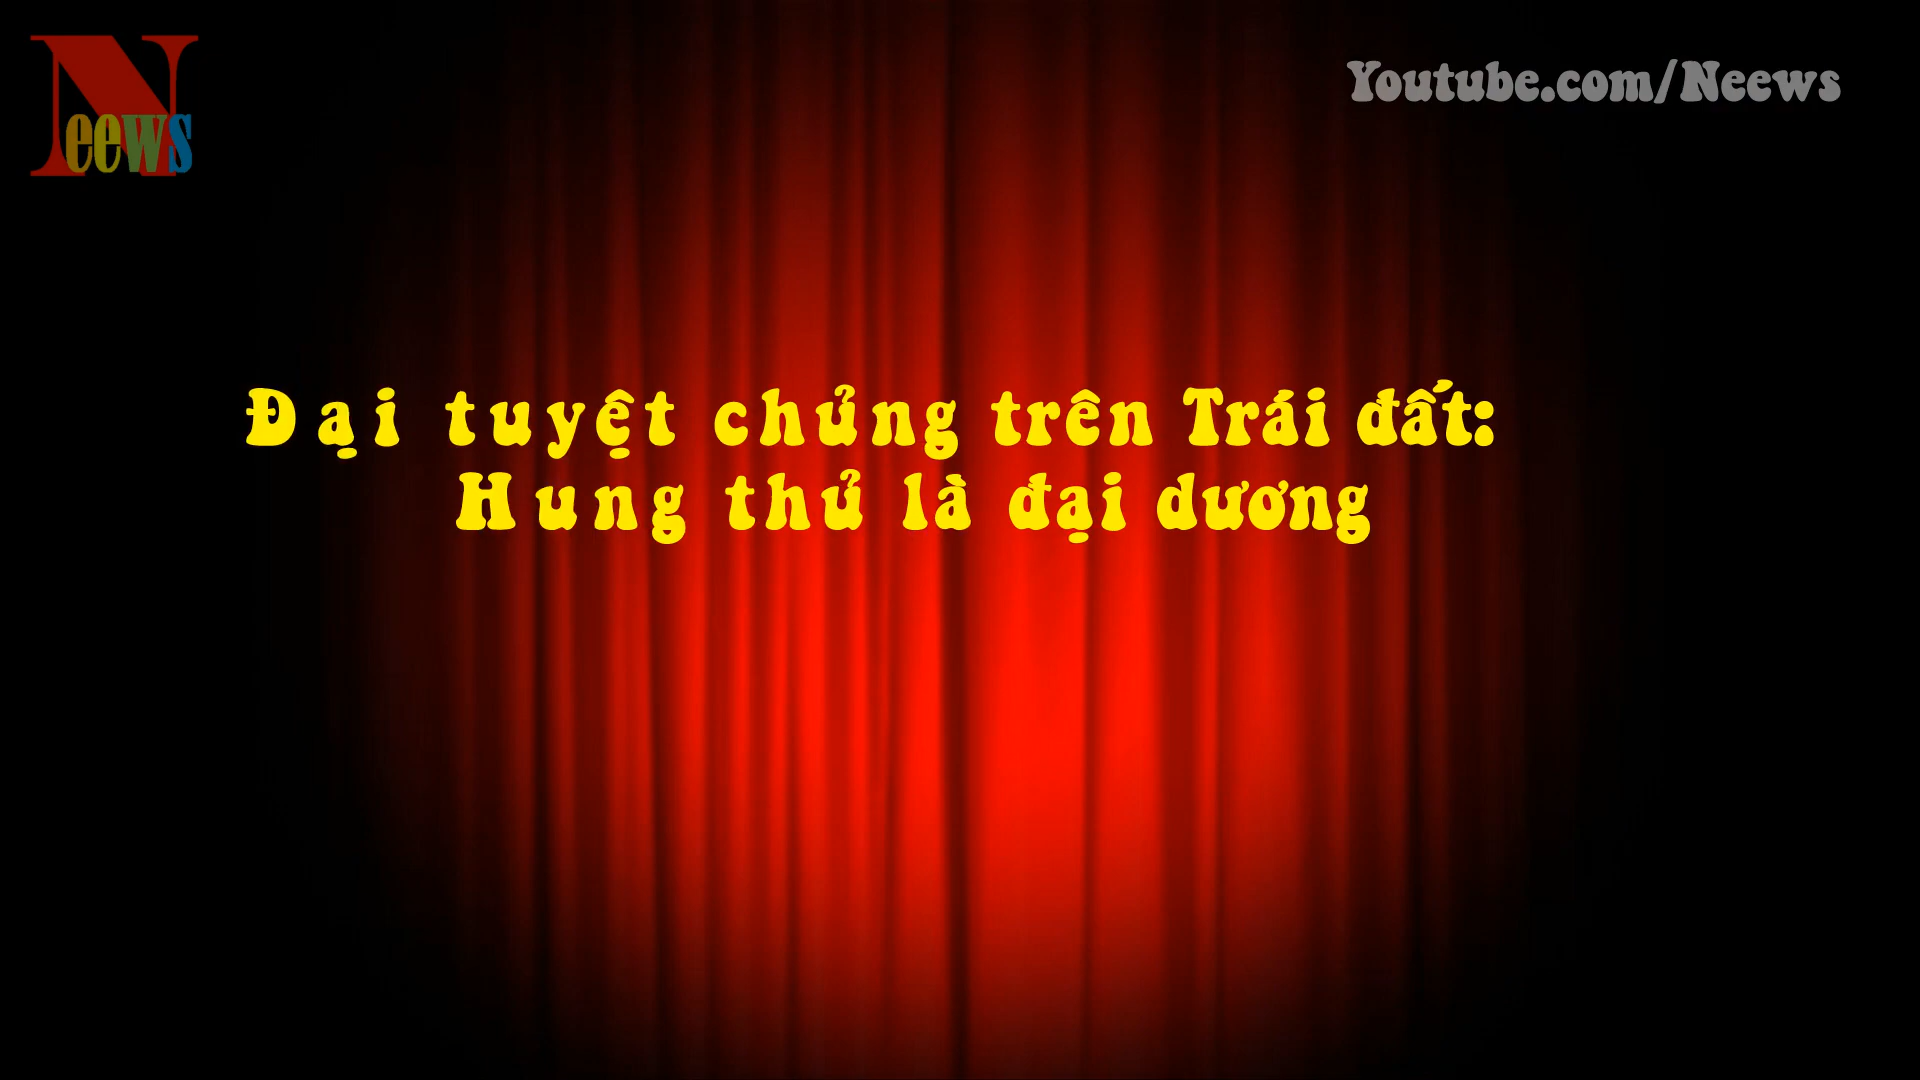 Neews
Youtube.com/Neews
Đại tuyệt chủng trên Trái đất:
Hung thủ là đại dương